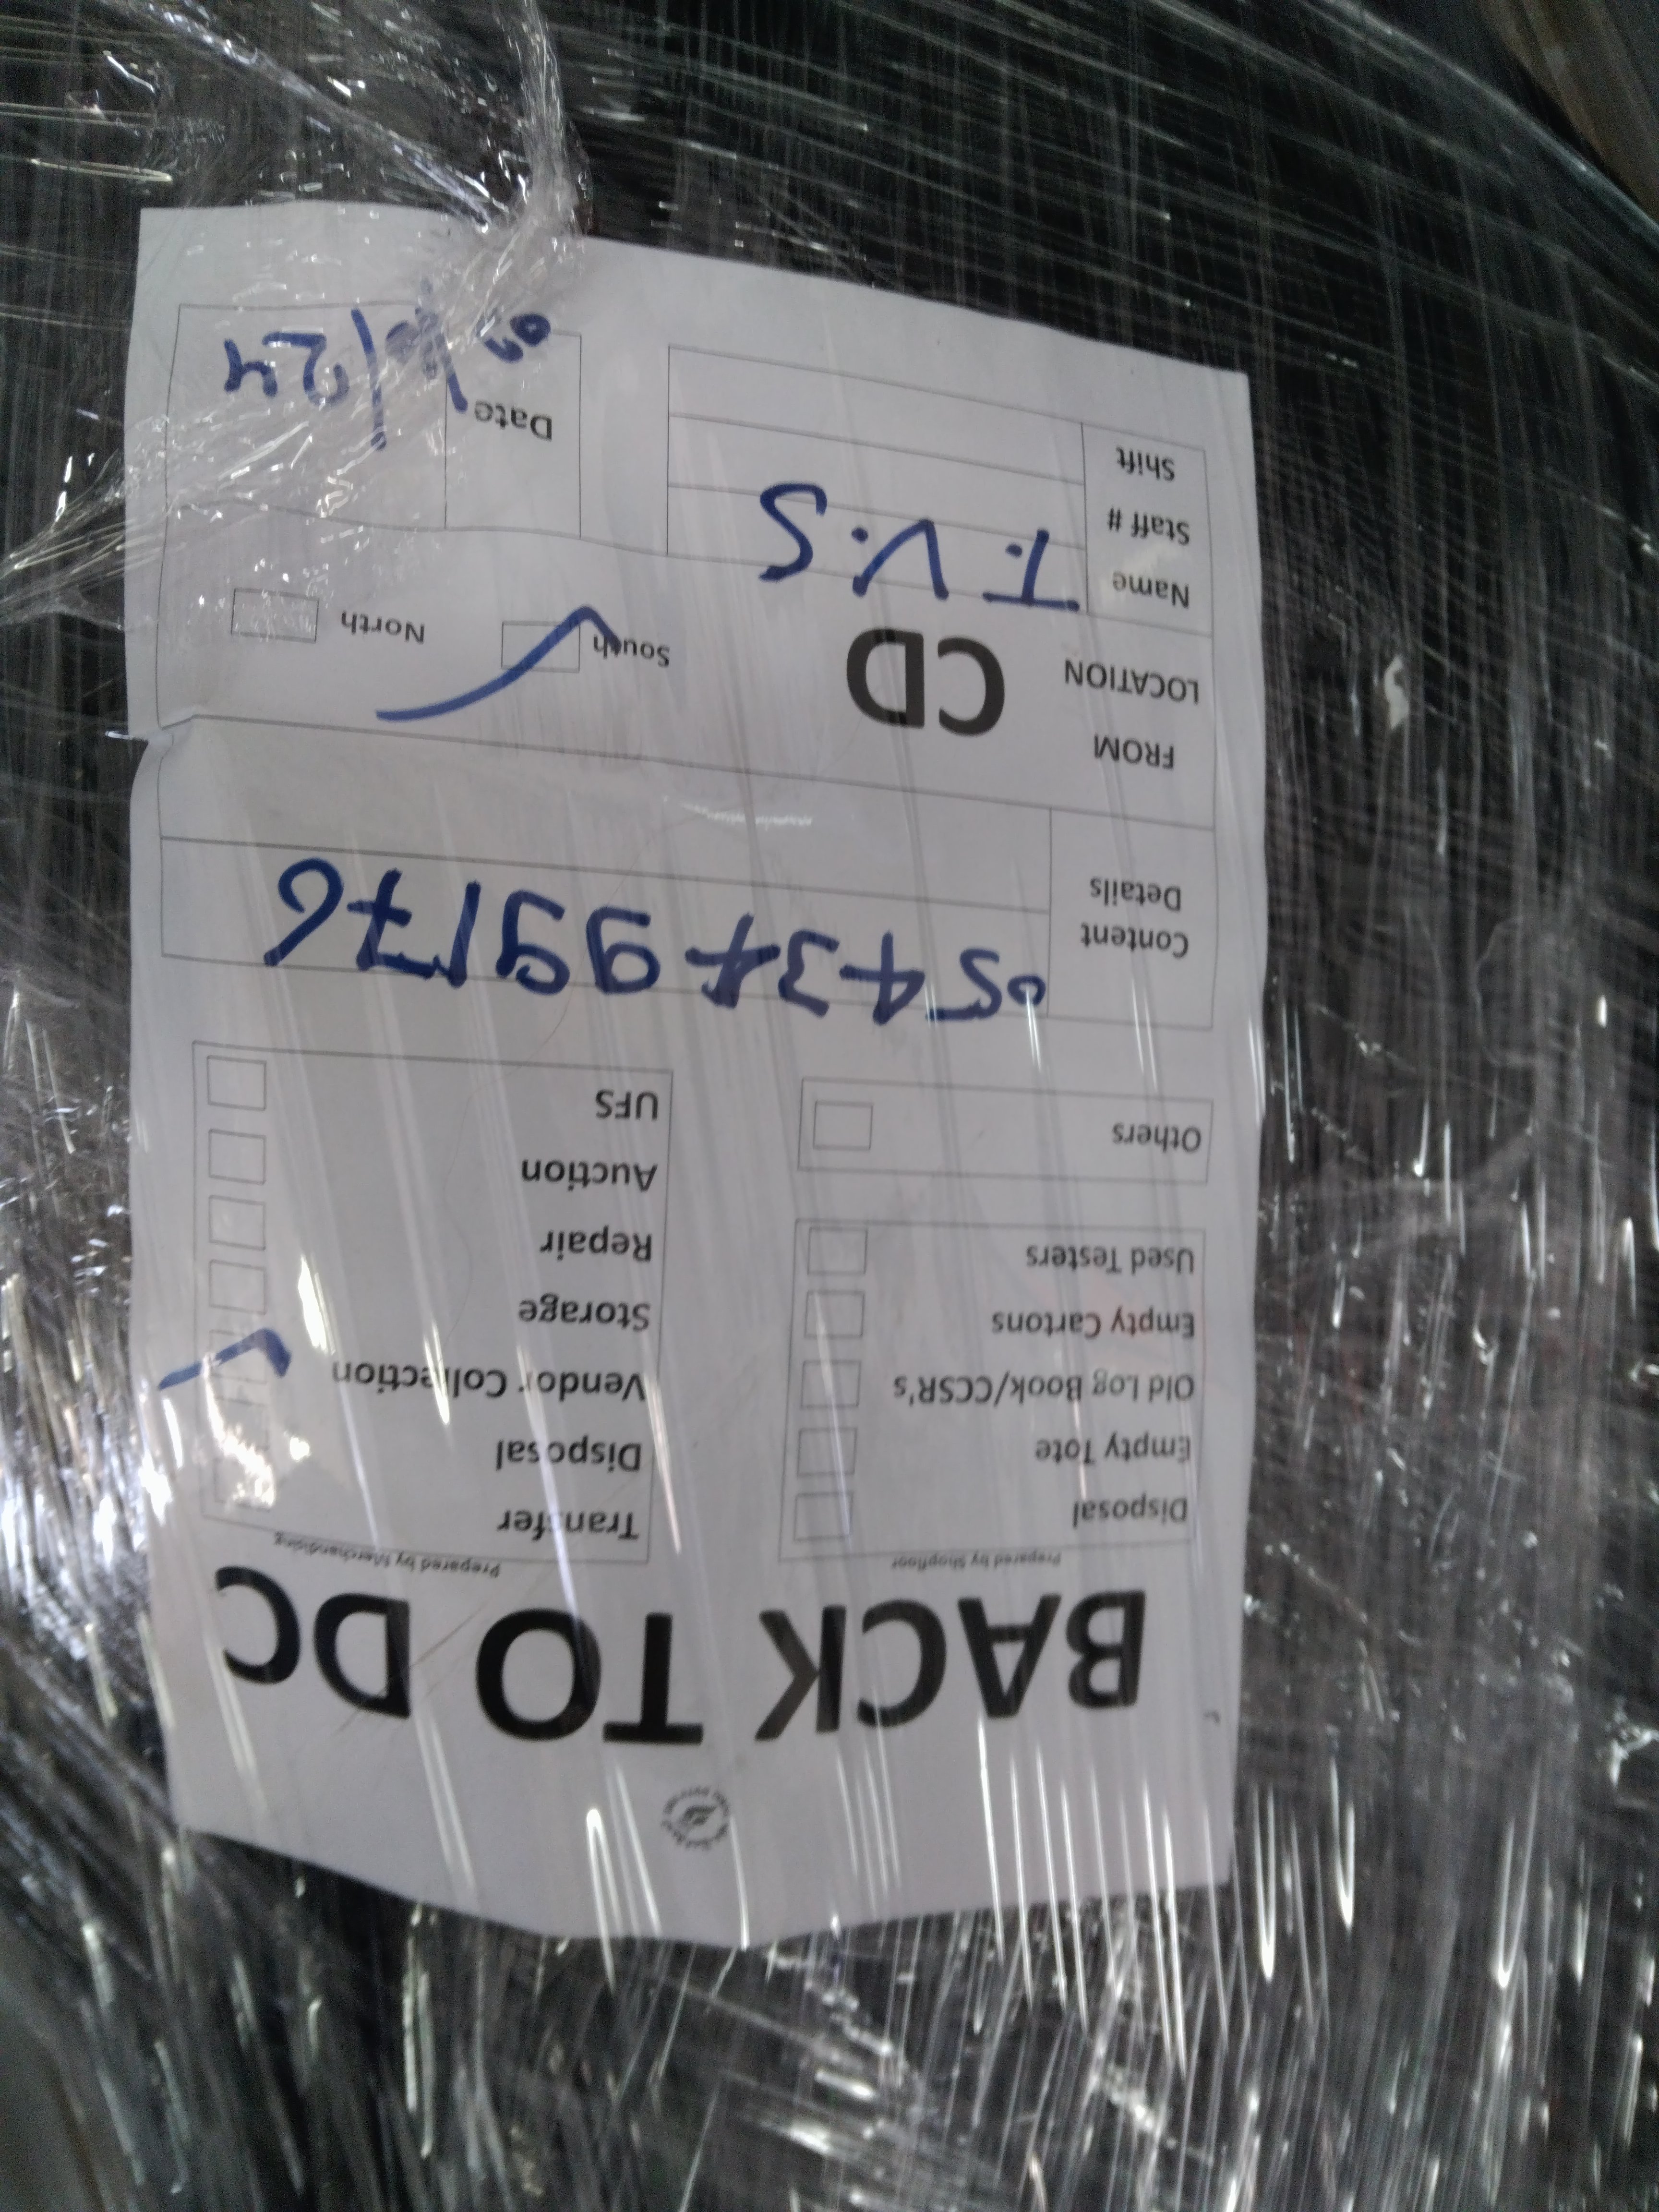 BACK TO DC
Prepared by Shopfloor
Prepared by Merchandising
Disposal
Empty Tote
Old Log Book/CCSR's
Empty Cartons
Used Testers
Others
Transfer
Disposal
Vendor Collection
Storage
Repair
Auction
UFS
Content
Details
0543799176
FROM
LOCATION
CD
South
North
Name
T.V.S
Staff #
Shift
Date